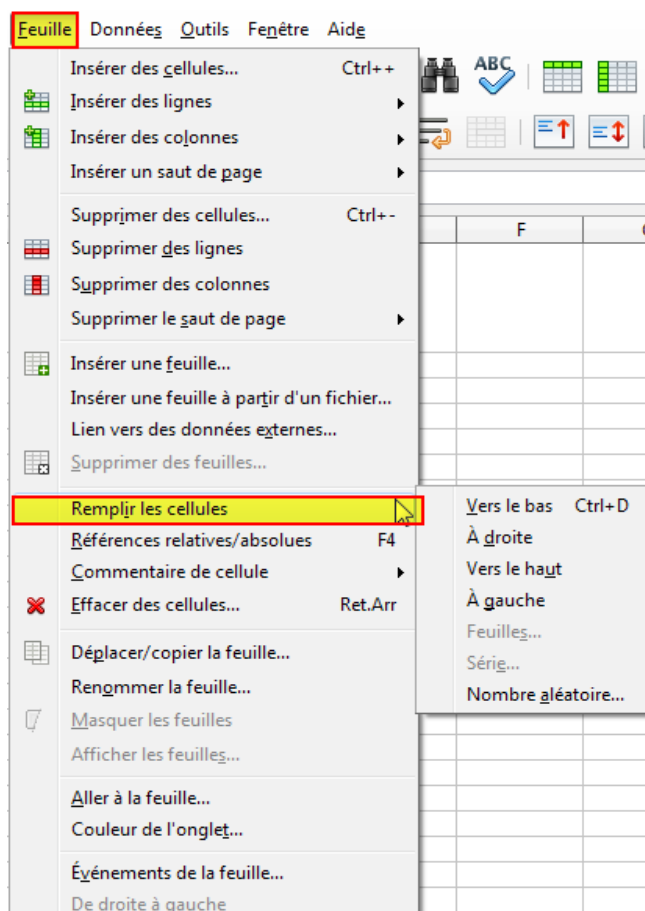 Feuille Données Outils Fenêtre Aide
Insérer des cellules... Ctrl++
ABC
Insérer des lignes
Insérer des colonnes
Insérer un saut de page
Supprimer des cellules... Ctrl+-
F
Supprimer des lignes
Supprimer des colonnes
Supprimer le saut de page
Insérer une feuille...
Insérer une feuille à partir d'un fichier...
Lien vers des données externes...
Supprimer des feuilles...
Remplir les cellules
Références relatives/absolues F4
Commentaire de cellule
Effacer des cellules... Ret.Arr
Déplacer/copier la feuille...
Renommer la feuille...
Masquer les feuilles
Afficher les feuilles...
Aller à la feuille...
Couleur de l'onglet...
Événements de la feuille...
De droite à gauche
Vers le bas Ctrl+D
À droite
Vers le haut
À gauche
Feuilles...
Série...
Nombre aléatoire...